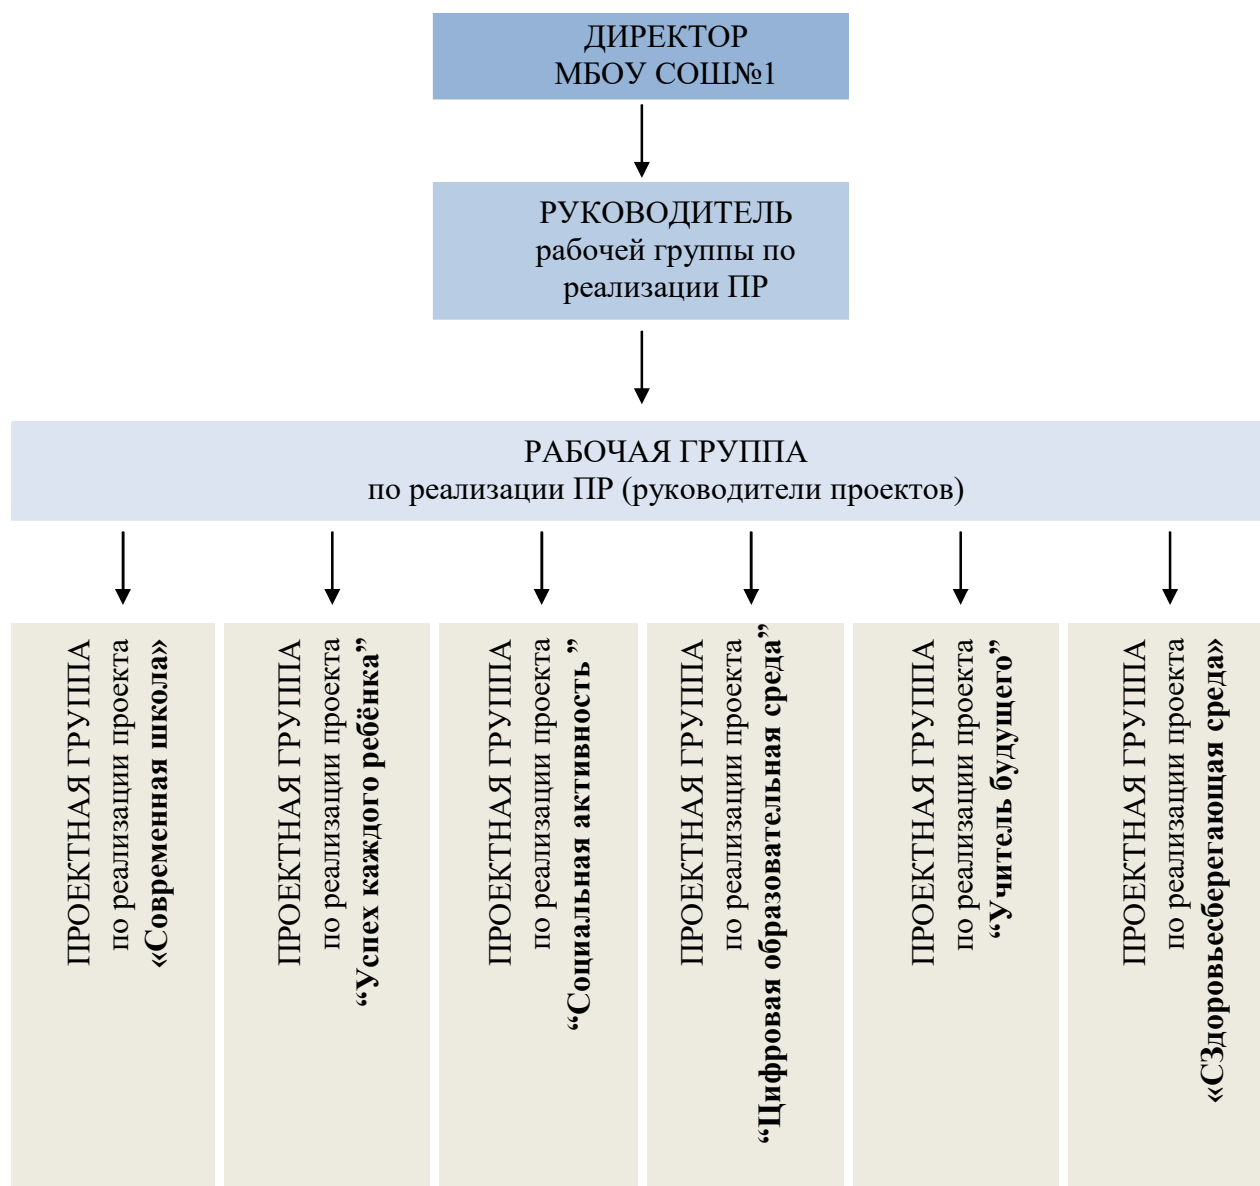 ДИРЕКТОР
МБОУ СОШ№1
РУКОВОДИТЕЛЬ
рабочей группы по
реализации ПР
РАБОЧАЯ ГРУППА
по реализации ПР (руководители проектов)
ПРОЕКТНАЯ ГРУППА
по реализации проекта
«Современная школа»
ПРОЕКТНАЯ ГРУППА
по реализации проекта
“Успех каждого ребёнка”
ПРОЕКТНАЯ ГРУППА
по реализации проекта
“Социальная активность ”
ПРОЕКТНАЯ ГРУППА
по реализации проекта
“Цифровая образовательная среда”
ПРОЕКТНАЯ ГРУППА
по реализации проекта
“Учитель будущего”
ПРОЕКТНАЯ ГРУППА
по реализации проекта
«СЗдоровьесберегающая среда»